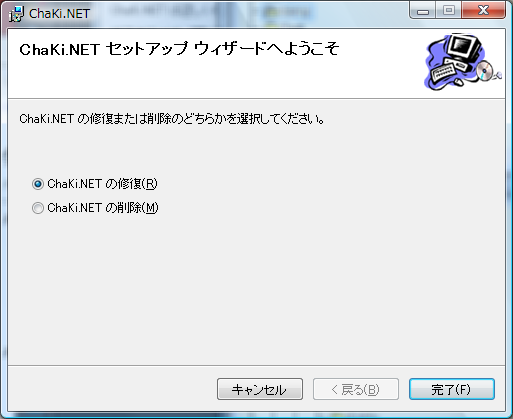 ChaKi.NET
ChaKi.NET セットアップ ウィザードへようこそ
ChaKi.NET の修復または削除のどちらかを選択してください。
ChaKi.NET の修復(R)
ChaKi.NET の削除(M)
キャンセル
< 戻る(B)
完了(F)